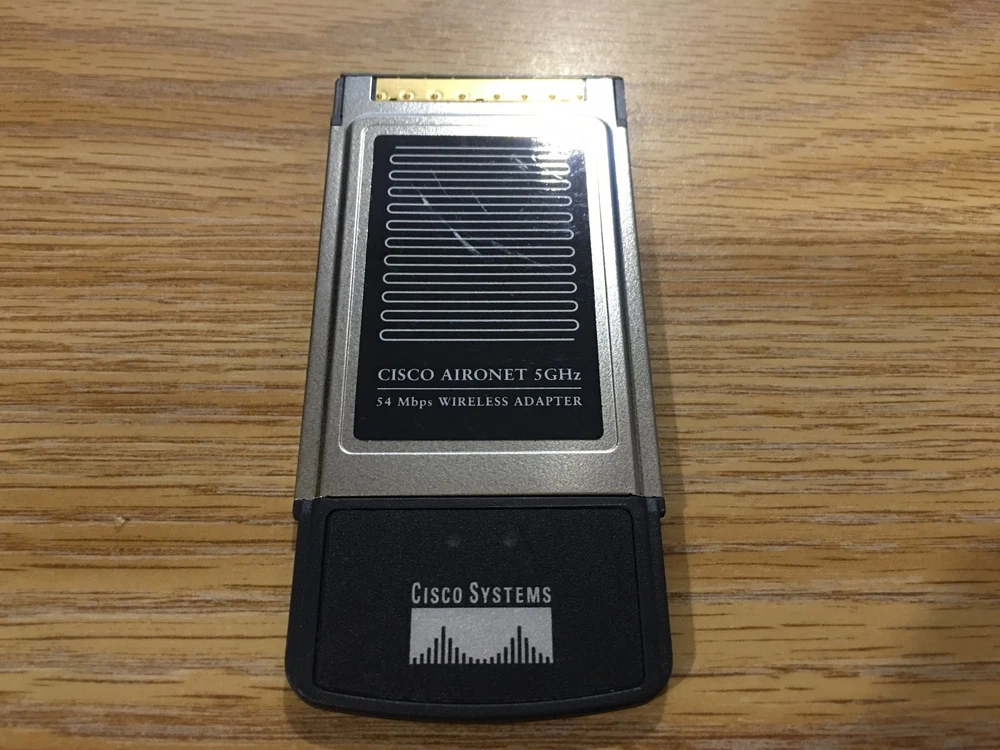 CISCO AIRONET 5GHz
54 Mbps WIRELESS ADAPTER
CISCO SYSTEMS